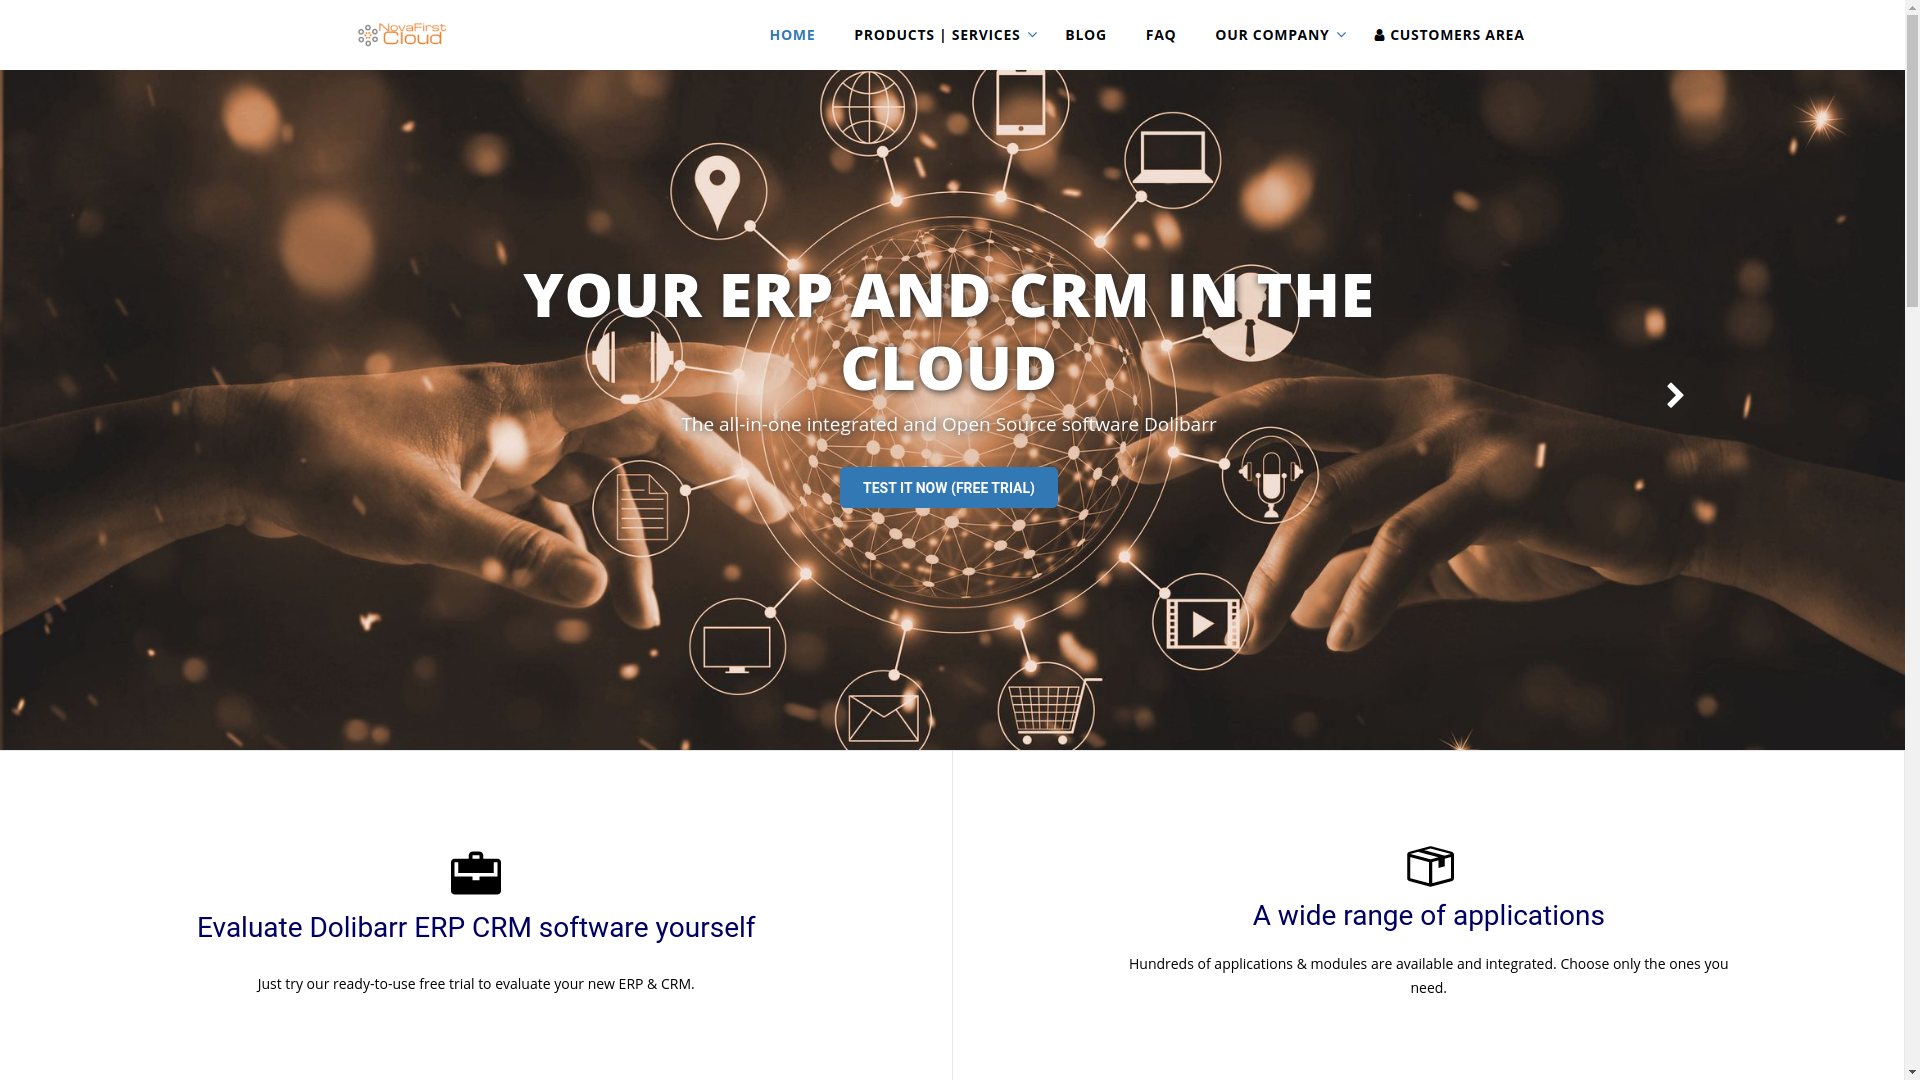 NovaFirst
Cloud
HOME
PRODUCTS | SERVICES
BLOG
FAQ
OUR COMPANY
CUSTOMERS AREA
YOUR ERP AND CRM IN THE
CLOUD
The all-in-one integrated and Open Source software Dolibarr
TEST IT NOW (FREE TRIAL)
Evaluate Dolibarr ERP CRM software yourself
Just try our ready-to-use free trial to evaluate your new ERP & CRM.
A wide range of applications
Hundreds of applications & modules are available and integrated. Choose only the ones you
need.